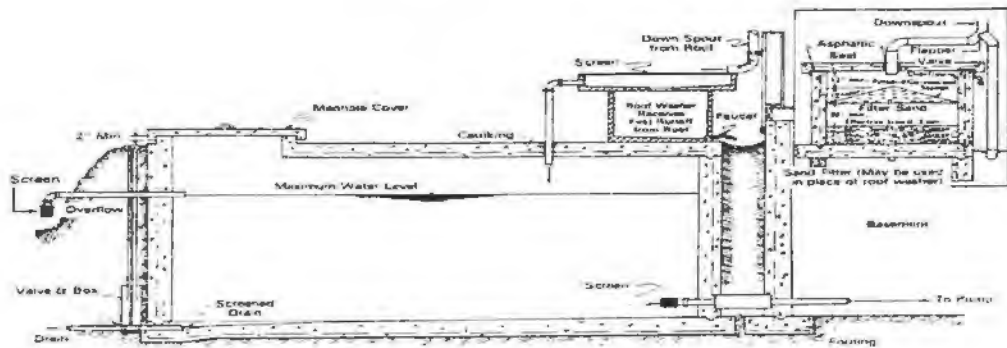 Downspout
Down Spout
from Roof
Screen
Asphaltic
Seal
Flapper
Valve
Manhole Cover
Roof Washer
Receives
First Runoff
from Roof
Faucet
Filter Sand
2" Min
Caulking
Sand Filter (May be used
in place of roof washer)
Screen
Maximum Water Level
Overflow
Basement
Valve & Box
Screened
Drain
Screen
To Pump
Drain
Footing